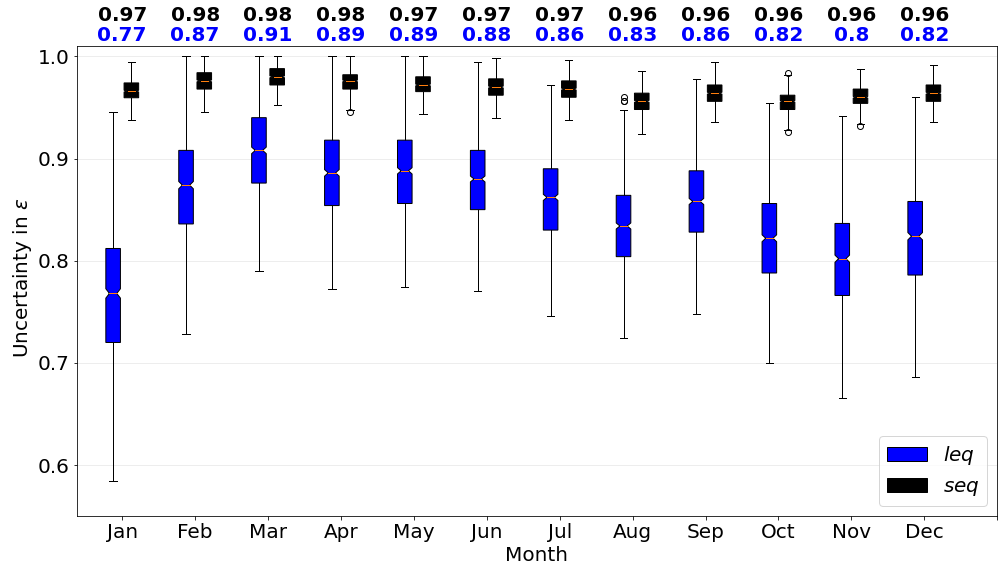 0.97 0.98 0.98 0.98 0.97 0.97 0.97 0.96 0.96 0.96 0.96 0.96
0.77 0.87 0.91 0.89 0.89 0.88 0.86 0.83 0.86 0.82 0.8 0.82
1.0
0.9
0.8
0.7
0.6
Uncertainty in ε
leq
seq
Jan Feb Mar Apr May Jun Jul Aug Sep Oct Nov Dec
Month